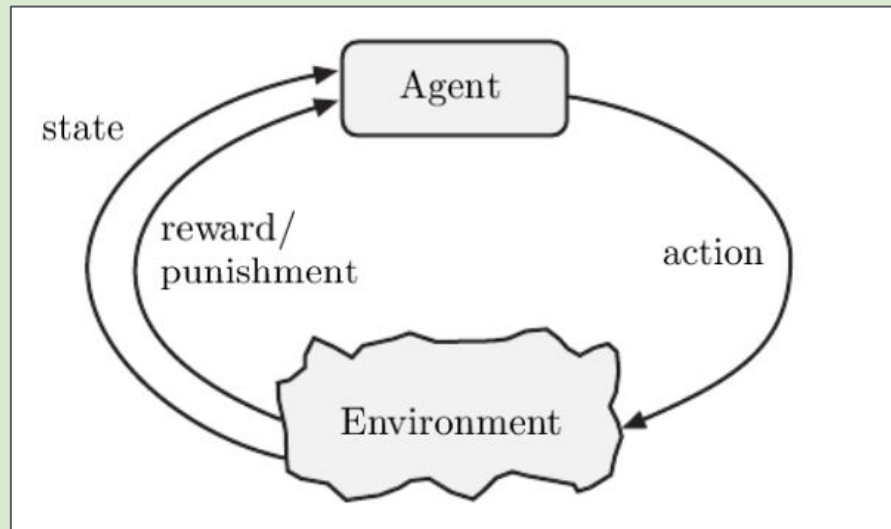 Agent
state
reward/
punishment
action
Environment